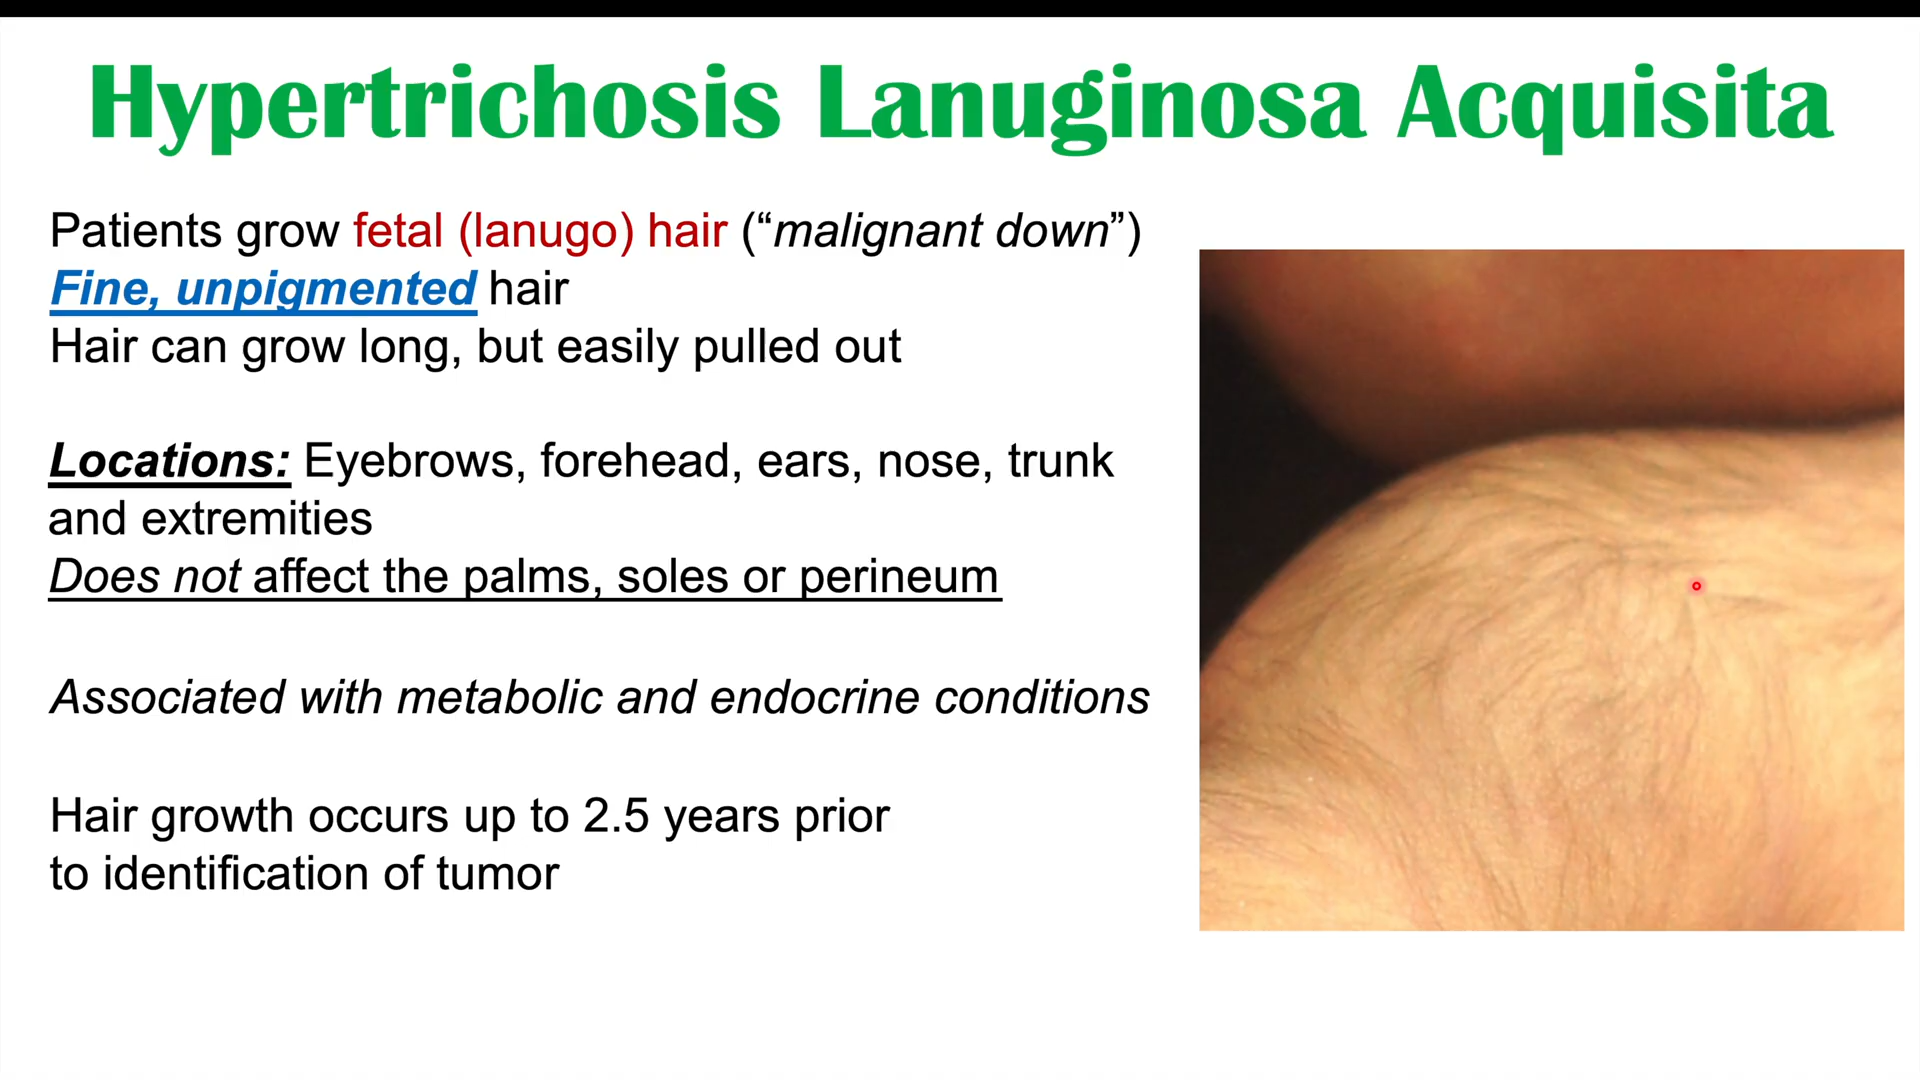 Hypertrichosis Lanuginosa Acquisita
Patients grow fetal (lanugo) hair (“malignant down”)
Fine, unpigmented hair
Hair can grow long, but easily pulled out
Locations: Eyebrows, forehead, ears, nose, trunk
and extremities
Does not affect the palms, soles or perineum
Associated with metabolic and endocrine conditions
Hair growth occurs up to 2.5 years prior
to identification of tumor